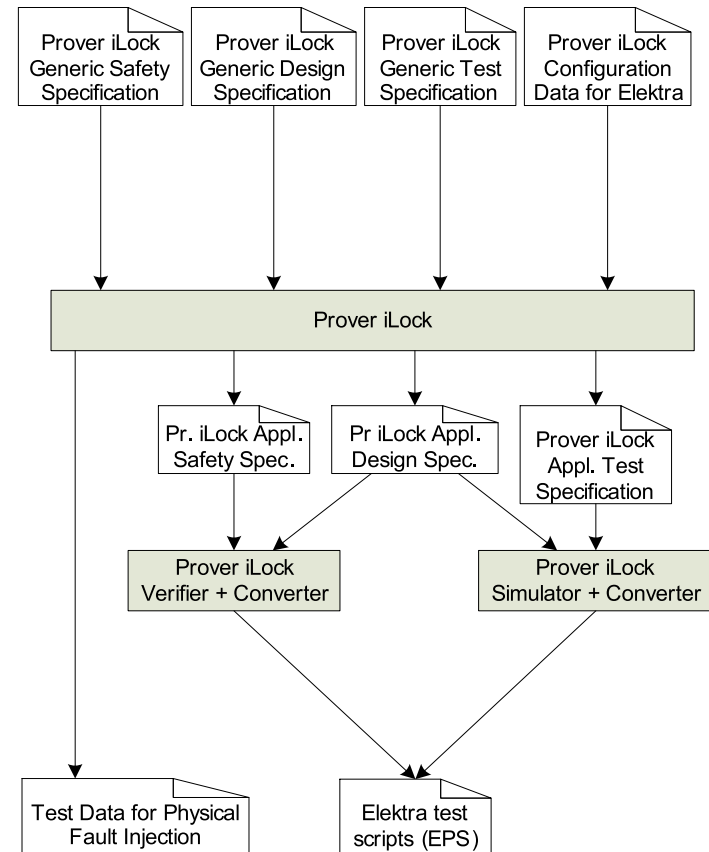 Prover iLock
Generic Safety
Specification
Prover iLock
Generic Design
Specification
Prover iLock
Generic Test
Specification
Prover iLock
Configuration
Data for Elektra
Prover iLock
Pr. iLock Appl.
Safety Spec.
Pr iLock Appl.
Design Spec.
Prover iLock
Appl. Test
Specification
Prover iLock
Verifier + Converter
Prover iLock
Simulator + Converter
Test Data for Physical
Fault Injection
Elektra test
scripts (EPS)